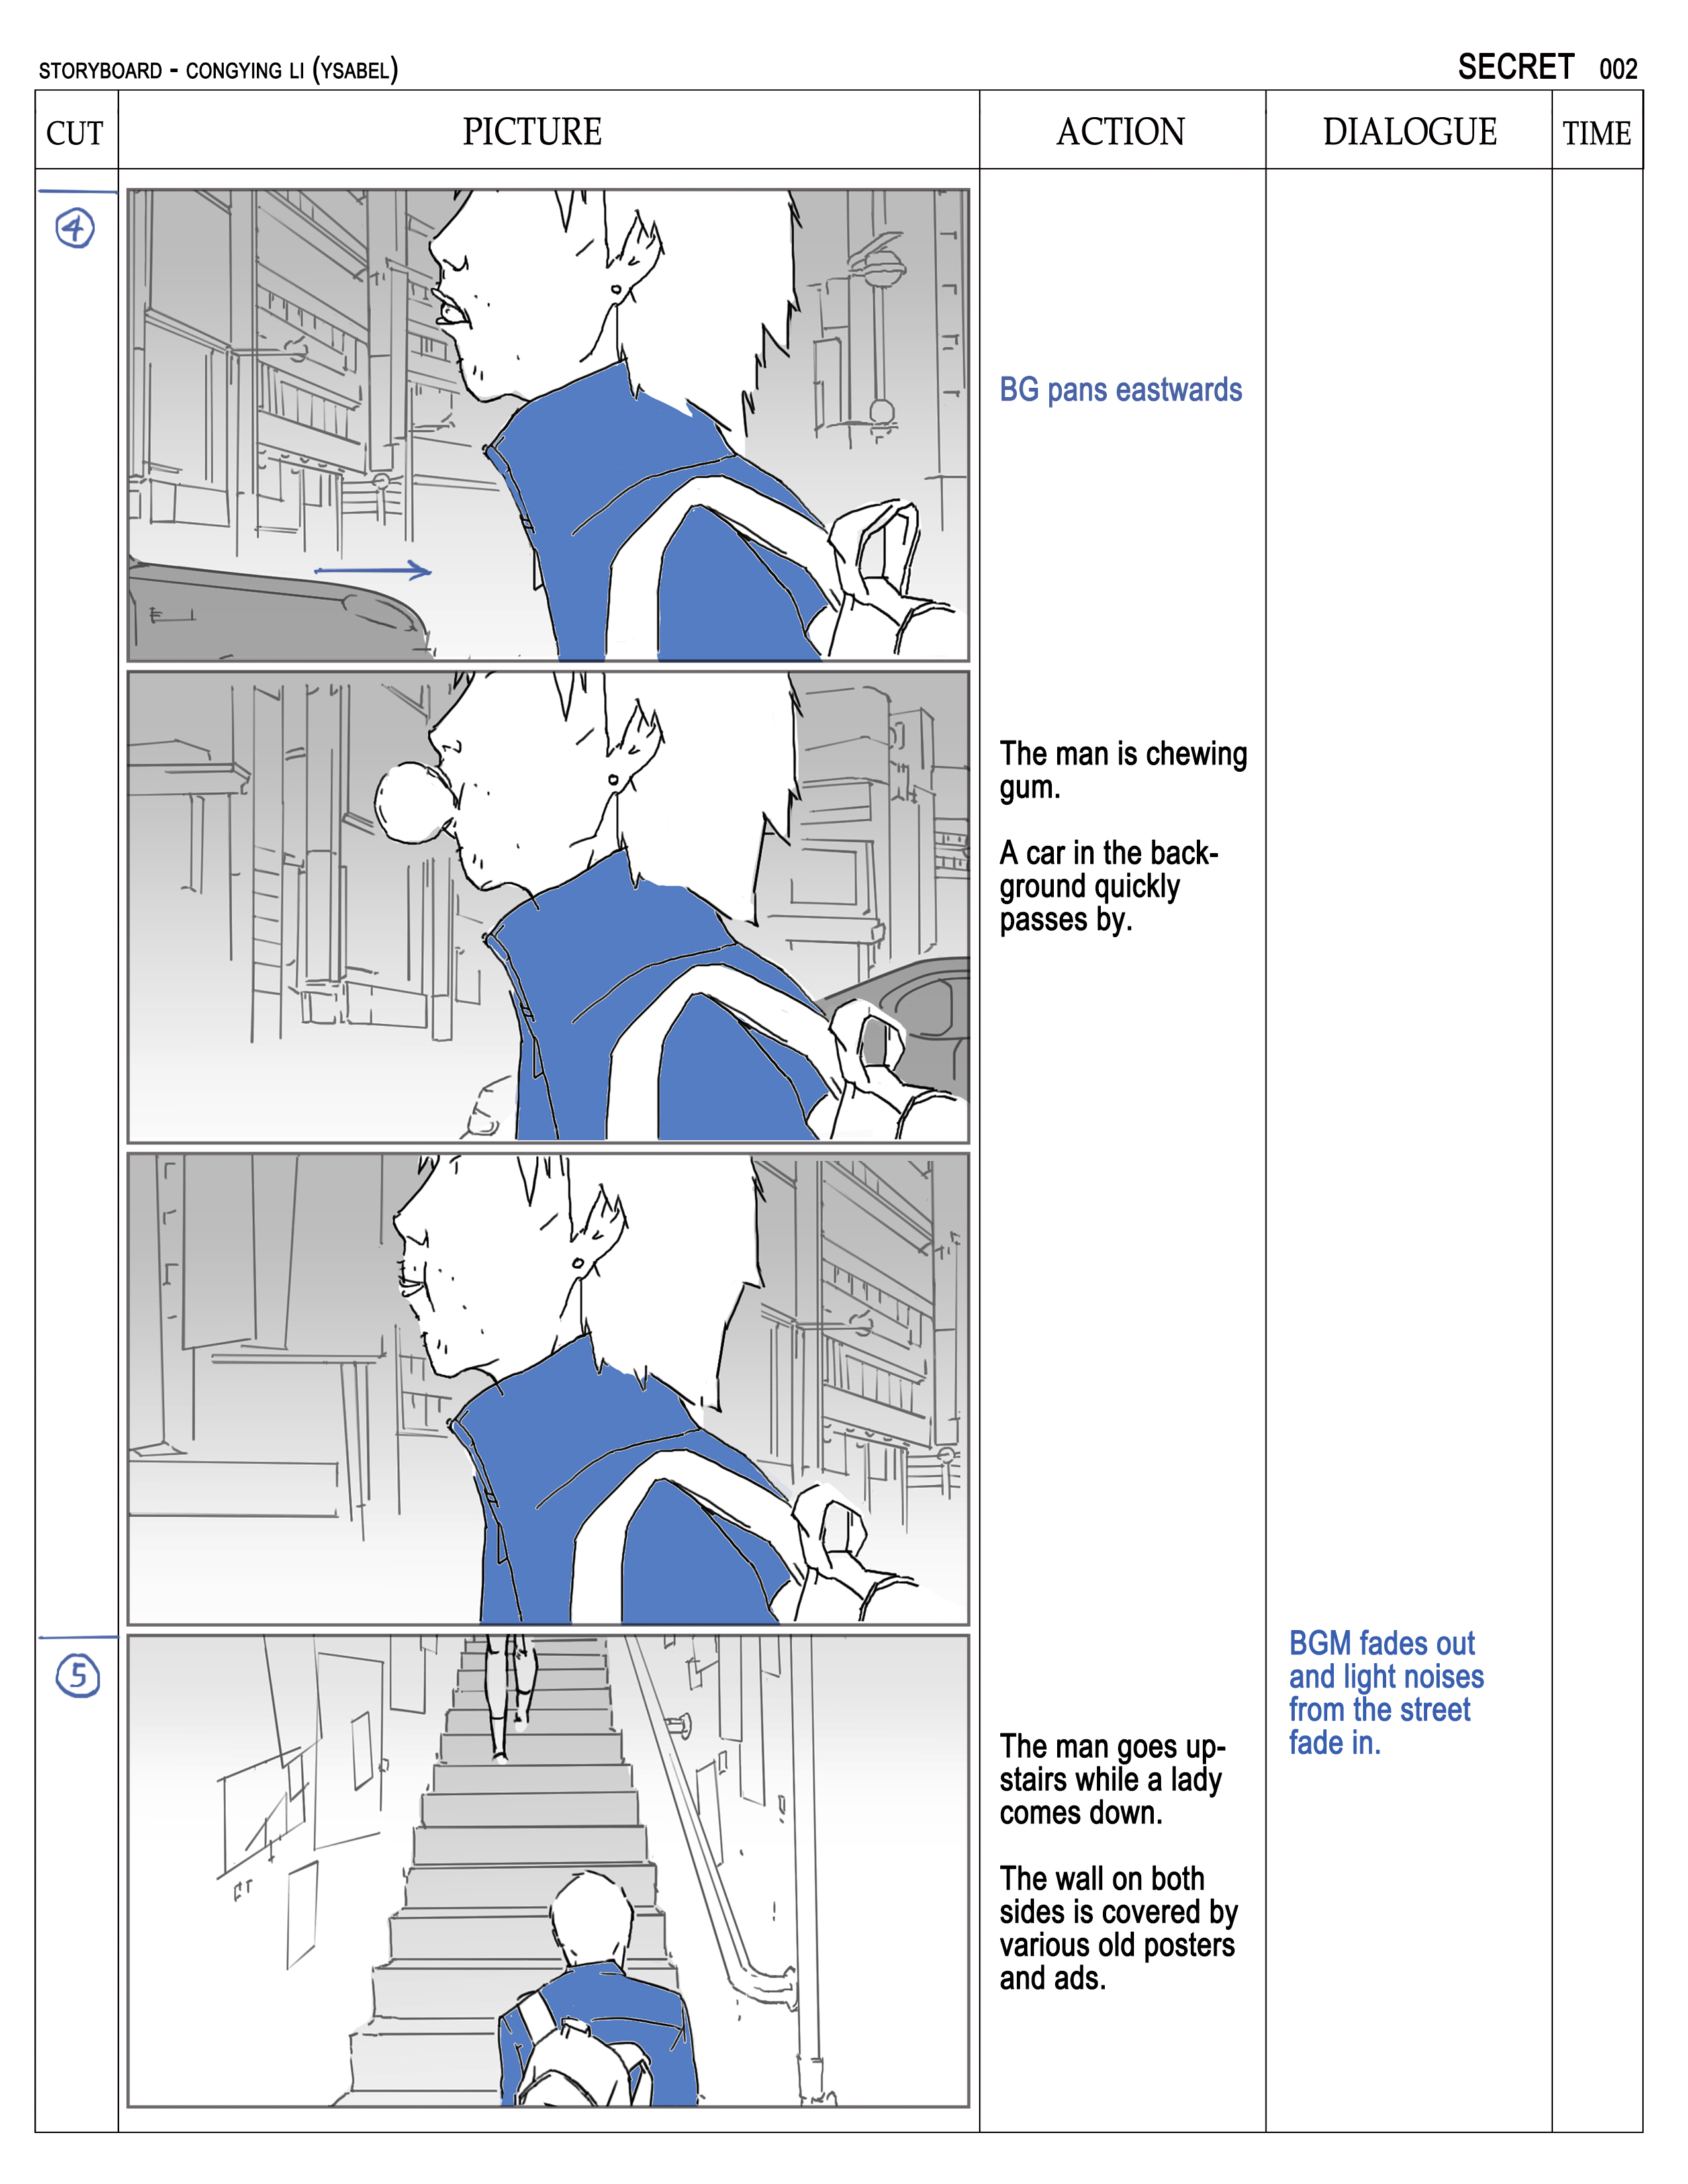 STORYBOARD - CONGYING LI (YSABEL)
SECRET 002
CUT PICTURE ACTION DIALOGUE TIME
4
BG pans eastwards
The man is chewing
gum.
A car in the back-
ground quickly
passes by.
5
BGM fades out
and light noises
from the street
fade in.
The man goes up-
stairs while a lady
comes down.
The wall on both
sides is covered by
various old posters
and ads.